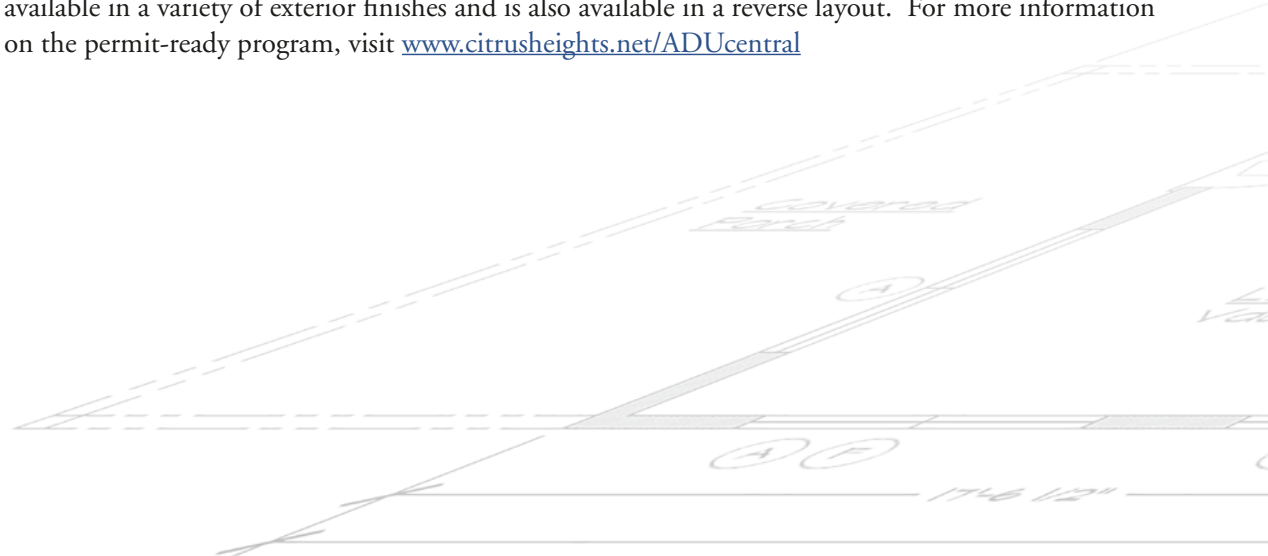 available in a variety of exterior finishes and is also available in a reverse layout. For more information
on the permit-ready program, visit www.citrusheights.net/ADUcentral
Covered
Porch
A
A F
17'-6 1/2"